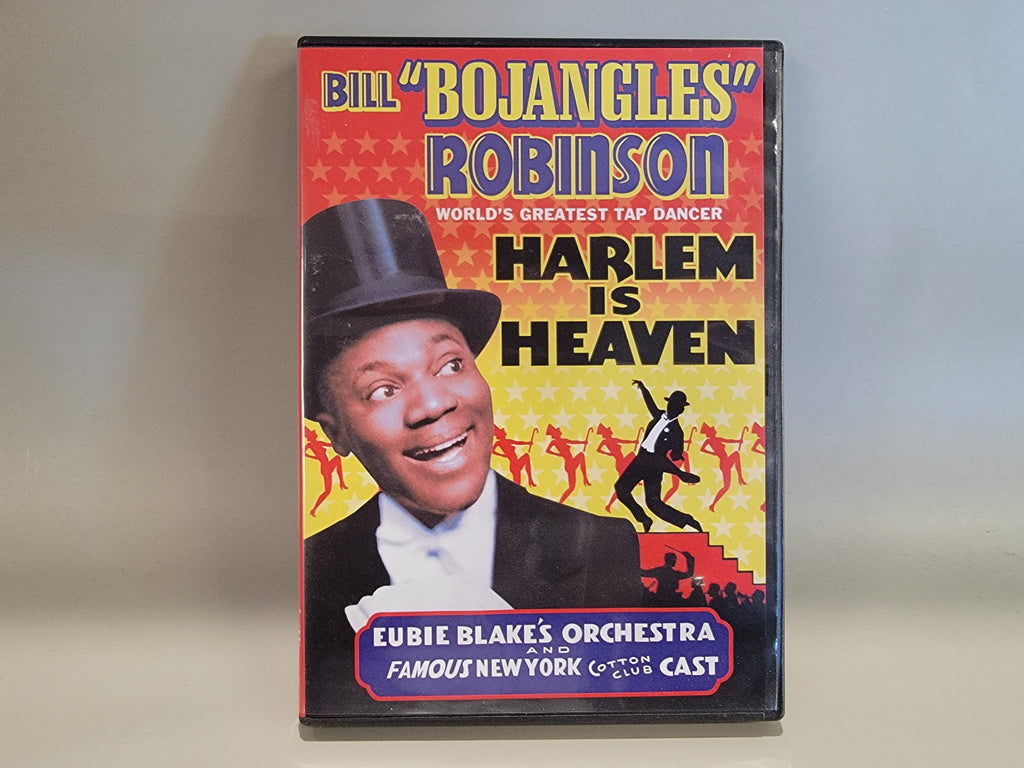 BILL "BOJANGLES"
ROBINSON
WORLD'S GREATEST TAP DANCER
HARLEM
IS
HEAVEN
EUBIE BLAKE'S ORCHESTRA
AND
FAMOUS NEW YORK COTTON CLUB CAST